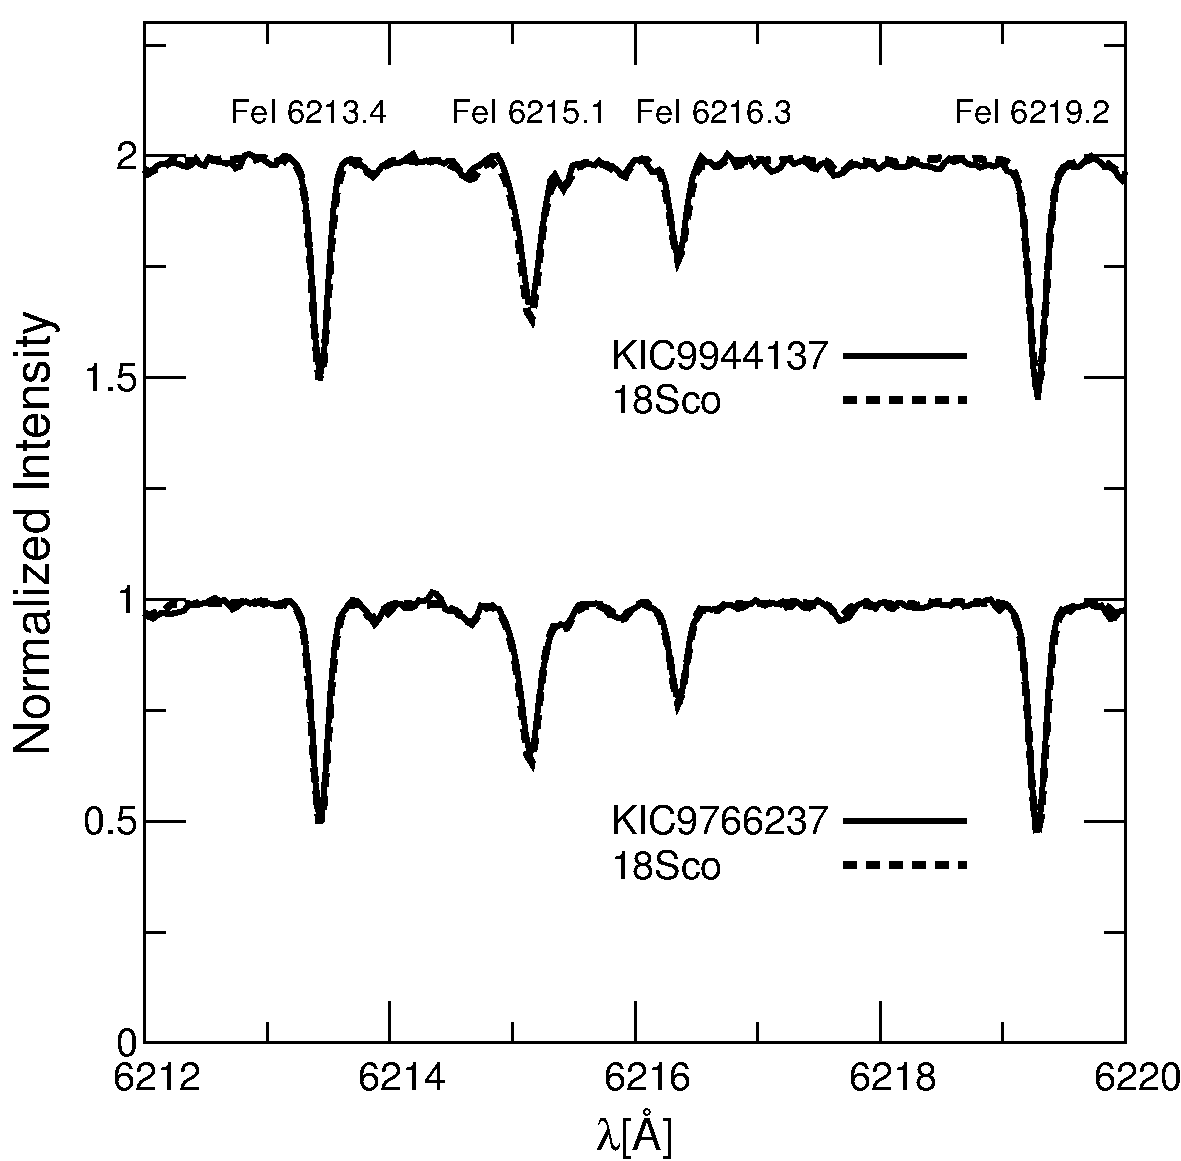 FeI 6213.4 FeI 6215.1 FeI 6216.3 FeI 6219.2
2
KIC9944137
1.5
18Sco
Normalized Intensity
1
KIC9766237
0.5
18Sco
0
6212 6214 6216 6218 6220
λ[Å]